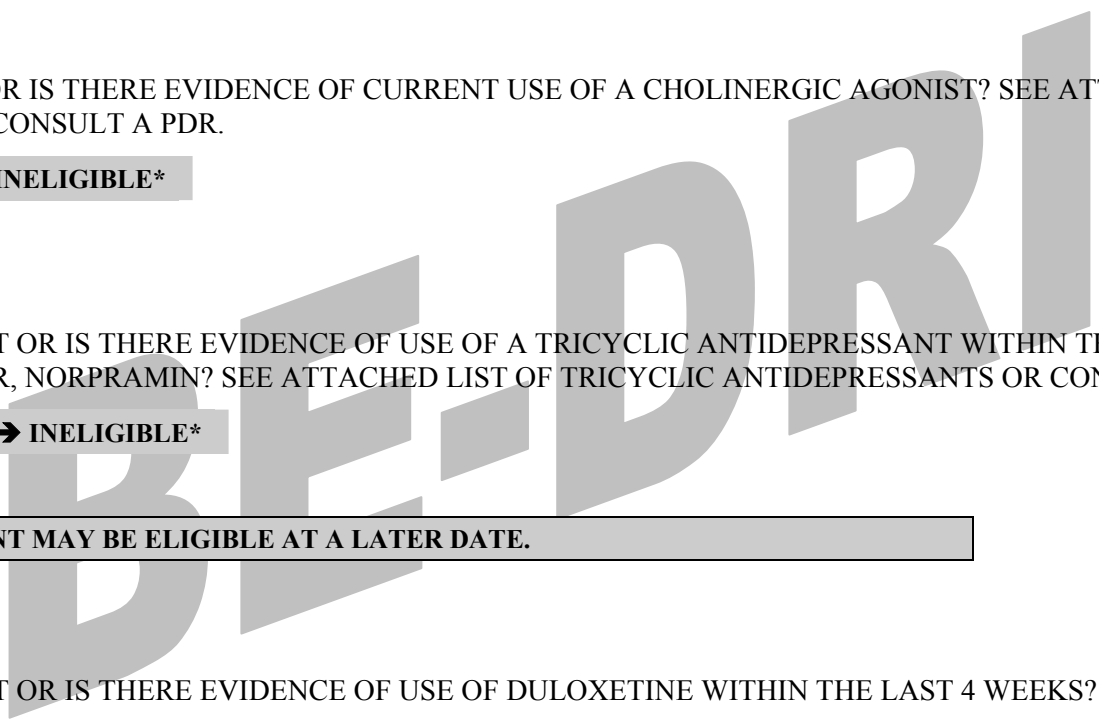 OR IS THERE EVIDENCE OF CURRENT USE OF A CHOLINERGIC AGONIST? SEE ATT
CONSULT A PDR.
INELIGIBLE*
T OR IS THERE EVIDENCE OF USE OF A TRICYCLIC ANTIDEPRESSANT WITHIN TH
R, NORPRAMIN? SEE ATTACHED LIST OF TRICYCLIC ANTIDEPRESSANTS OR CON
➔ INELIGIBLE*
NT MAY BE ELIGIBLE AT A LATER DATE.
T OR IS THERE EVIDENCE OF USE OF DULOXETINE WITHIN THE LAST 4 WEEKS?
BE-DRI